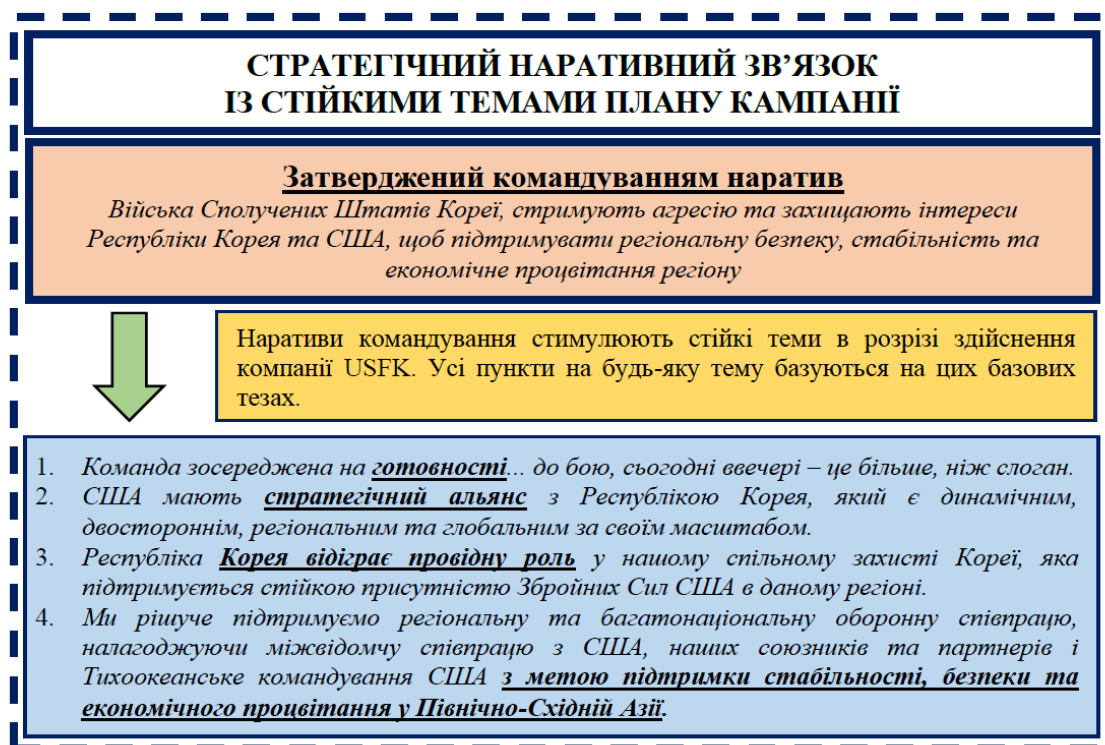 СТРАТЕГІЧНИЙ НАРАТИВНИЙ ЗВ’ЯЗОК
ІЗ СТІЙКИМИ ТЕМАМИ ПЛАНУ КАМПАНІЇ
Затверджений командуванням наратив
Війська Сполучених Штатів Кореї, стримують агресію та захищають інтереси
Республіки Корея та США, щоб підтримувати регіональну безпеку, стабільність та
економічне процвітання регіону
Наративи командування стимулюють стійкі теми в розрізі здійснення
компанії USFK. Усі пункти на будь-яку тему базуються на цих базових
тезах.
1. Команда зосереджена на готовності... до бою, сьогодні ввечері – це більше, ніж слоган.
2. США мають стратегічний альянс з Республікою Корея, який є динамічним,
двостороннім, регіональним та глобальним за своїм масштабом.
3. Республіка Корея відіграє провідну роль у нашому спільному захисті Кореї, яка
підтримується стійкою присутністю Збройних Сил США в даному регіоні.
4. Ми рішуче підтримуємо регіональну та багатонаціональну оборонну співпрацю,
налагоджуючи міжвідомчу співпрацю з США, наших союзників та партнерів і
Тихоокеанське командування США з метою підтримки стабільності, безпеки та
економічного процвітання у Північно-Східній Азії.